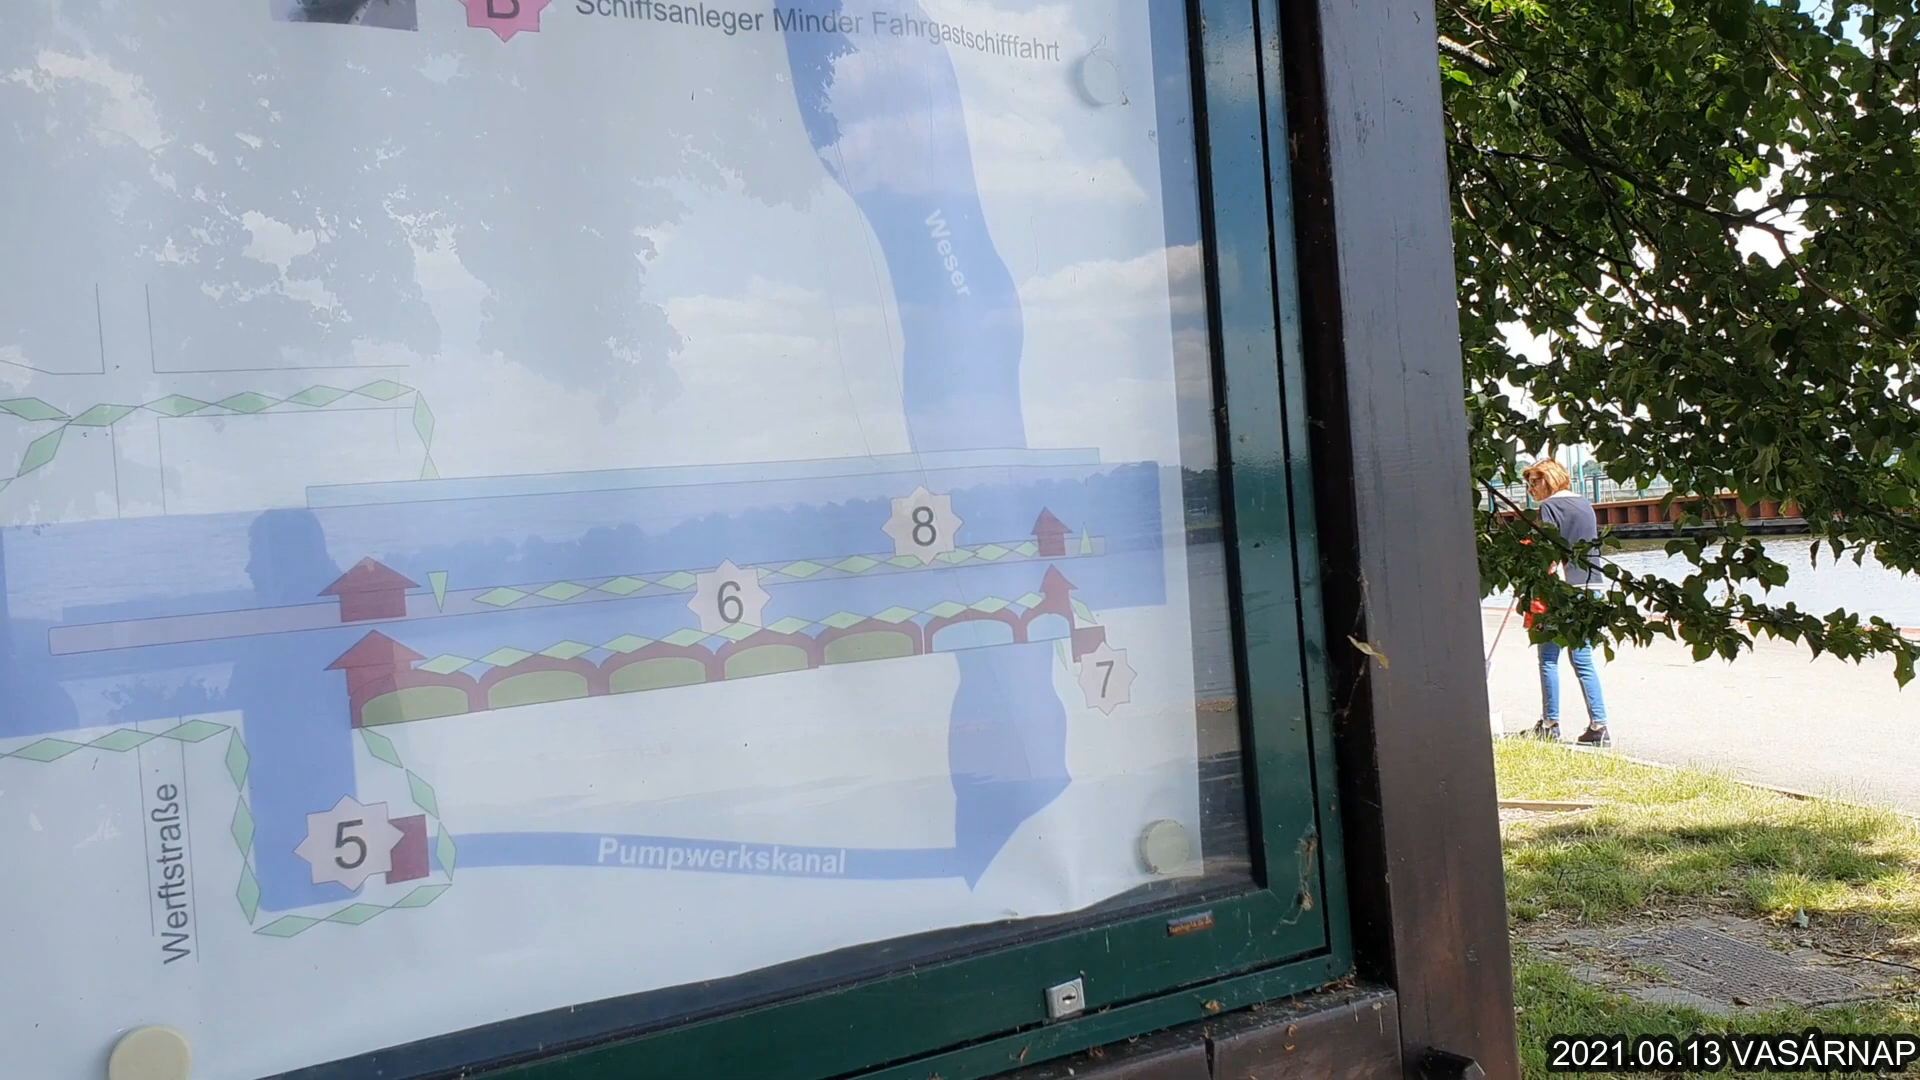 B
Schiffsanleger Minder Fahrgastschifffahrt
Weser
8
6
7
5
Pumpwerkskanal
Werftstraße
2021.06.13 VASÁRNAP